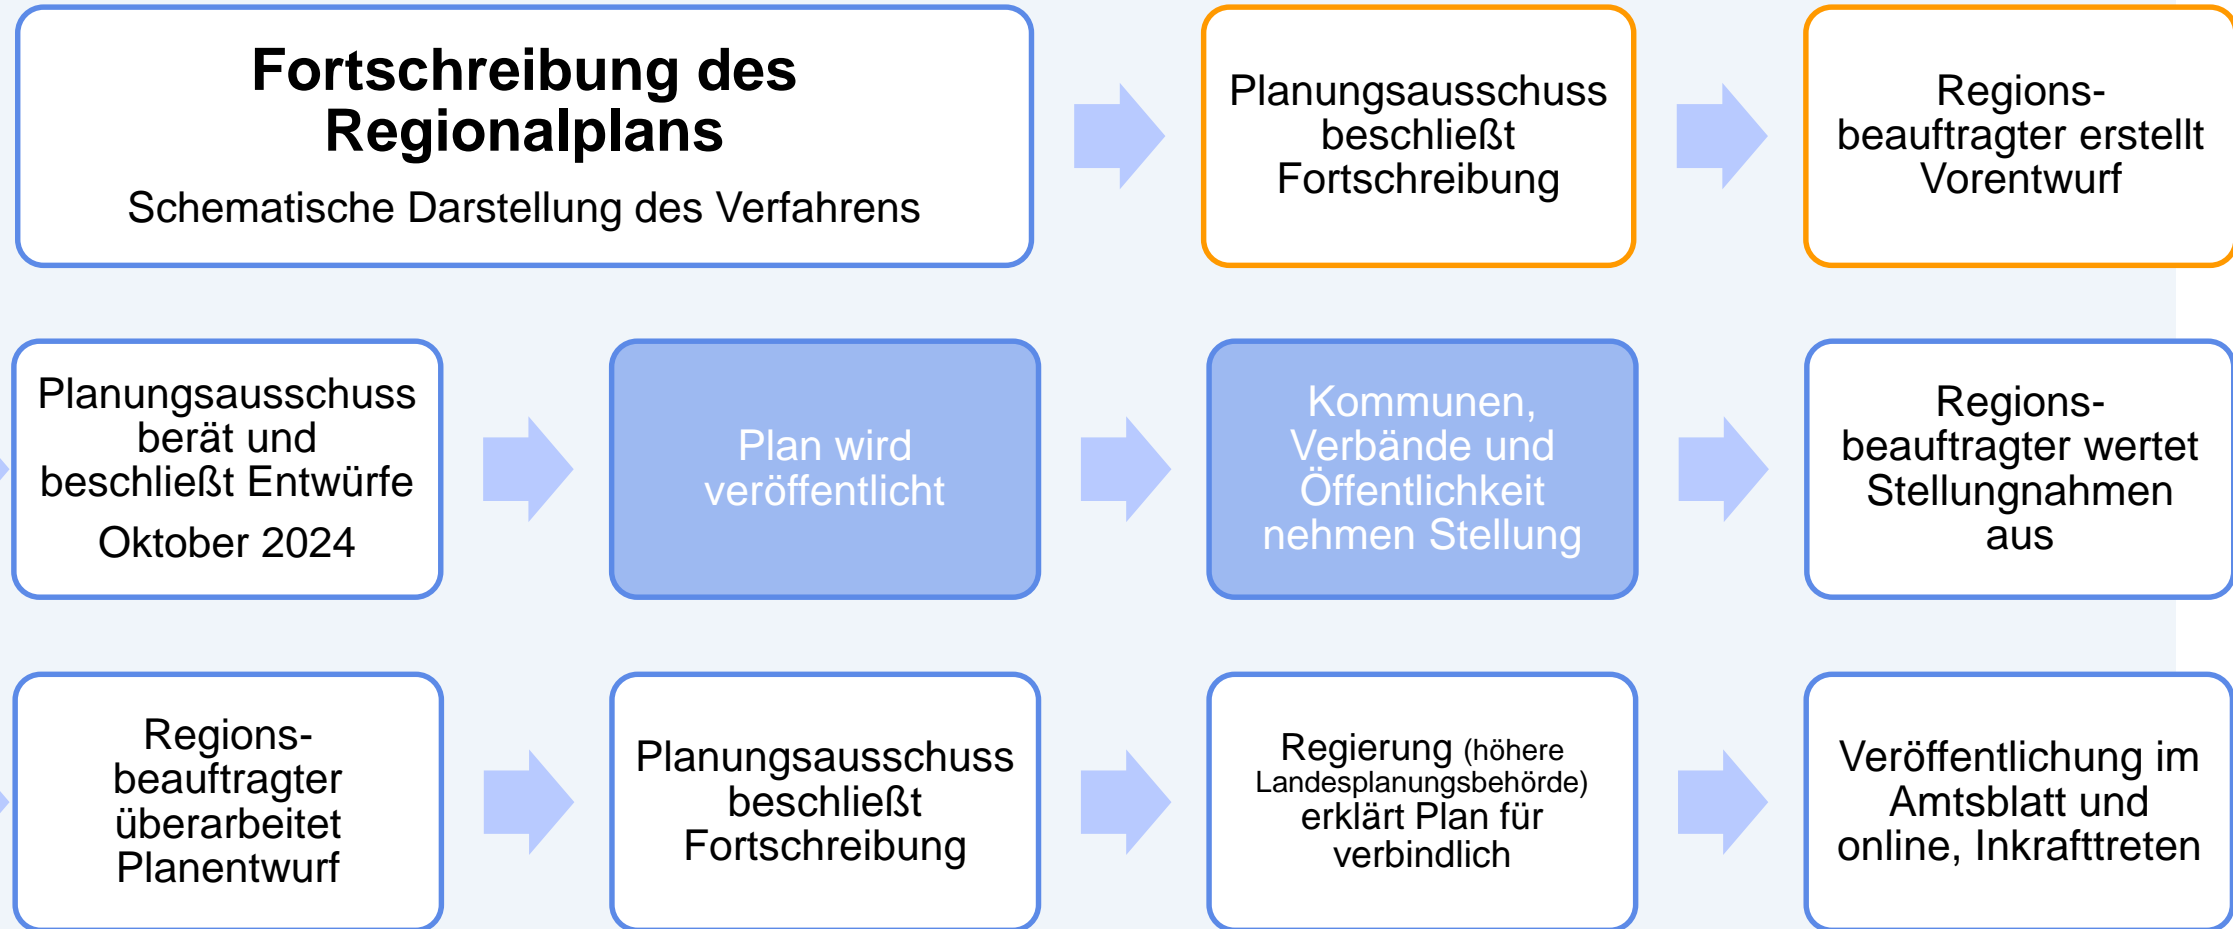 Fortschreibung des
Regionalplans
Schematische Darstellung des Verfahrens
Planungsausschuss
beschließt
Fortschreibung
Regions-
beauftragter erstellt
Vorentwurf
Planungsausschuss
berät und
beschließt Entwürfe
Oktober 2024
Plan wird
veröffentlicht
Kommunen,
Verbände und
Öffentlichkeit
nehmen Stellung
Regions-
beauftragter wertet
Stellungnahmen
aus
Regions-
beauftragter
überarbeitet
Planentwurf
Planungsausschuss
beschließt
Fortschreibung
Regierung (höhere
Landesplanungsbehörde)
erklärt Plan für
verbindlich
Veröffentlichung im
Amtsblatt und
online, Inkrafttreten